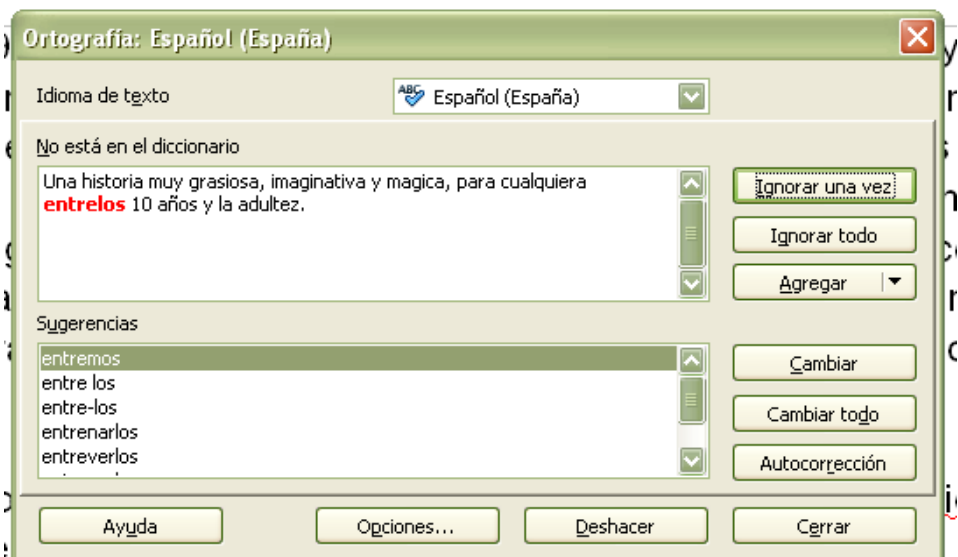 Ortografía: Español (España)
Idioma de texto
ABC Español (España)
No está en el diccionario
Una historia muy grasiosa, imaginativa y magica, para cualquiera
entrelos 10 años y la adultez.
Ignorar una vez
Ignorar todo
Agregar
Sugerencias
entremos
entre los
entre-los
entrenarlos
entreverlos
Cambiar
Cambiar todo
Autocorrección
Ayuda
Opciones...
Deshacer
Cerrar